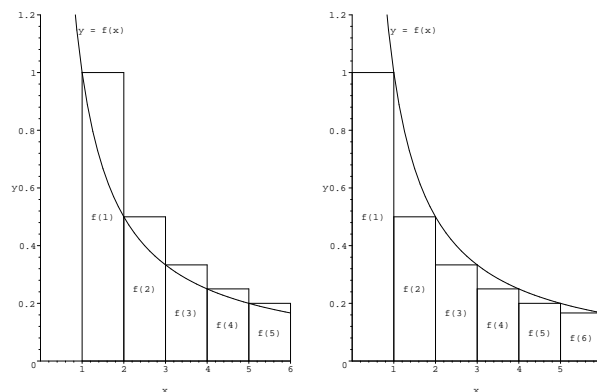 1.2
y = f(x)
1
0.8
y 0.6
f(1)
0.4
f(2)
f(3)
0.2
f(4)
f(5)
0
1 2 3 4 5 6
x
1.2
y = f(x)
1
0.8
y 0.6
f(1)
0.4
f(2)
f(3)
0.2
f(4)
f(5)
f(6)
0
1 2 3 4 5
x